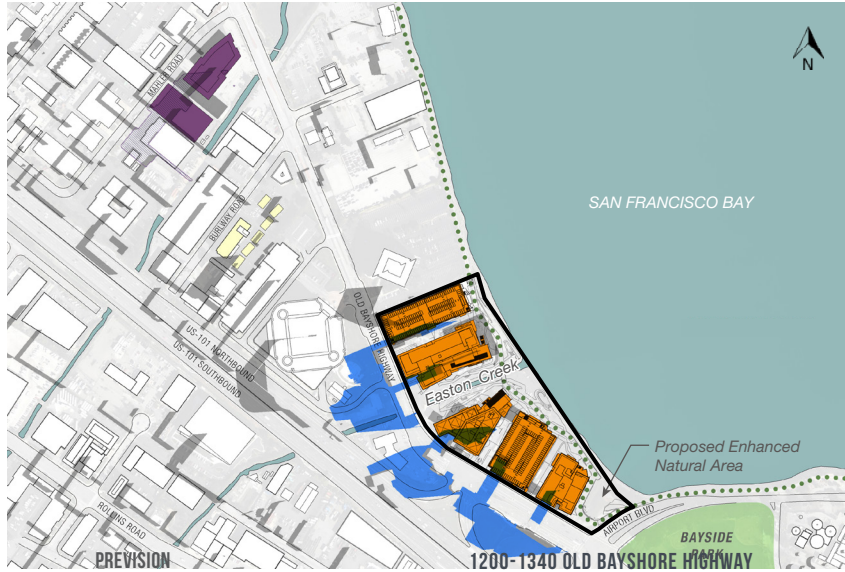 MAHLER ROAD
N
SAN FRANCISCO BAY
BURLWAY ROAD
OLD BAYSHORE HIGHWAY
US-101 NORTHBOUND
US-101 SOUTHBOUND
Easton Creek
Proposed Enhanced
Natural Area
ROLLINS ROAD
AIRPORT BLVD
BAYSIDE
PARK
PREVISION
1200-1340 OLD BAYSHORE HIGHWAY